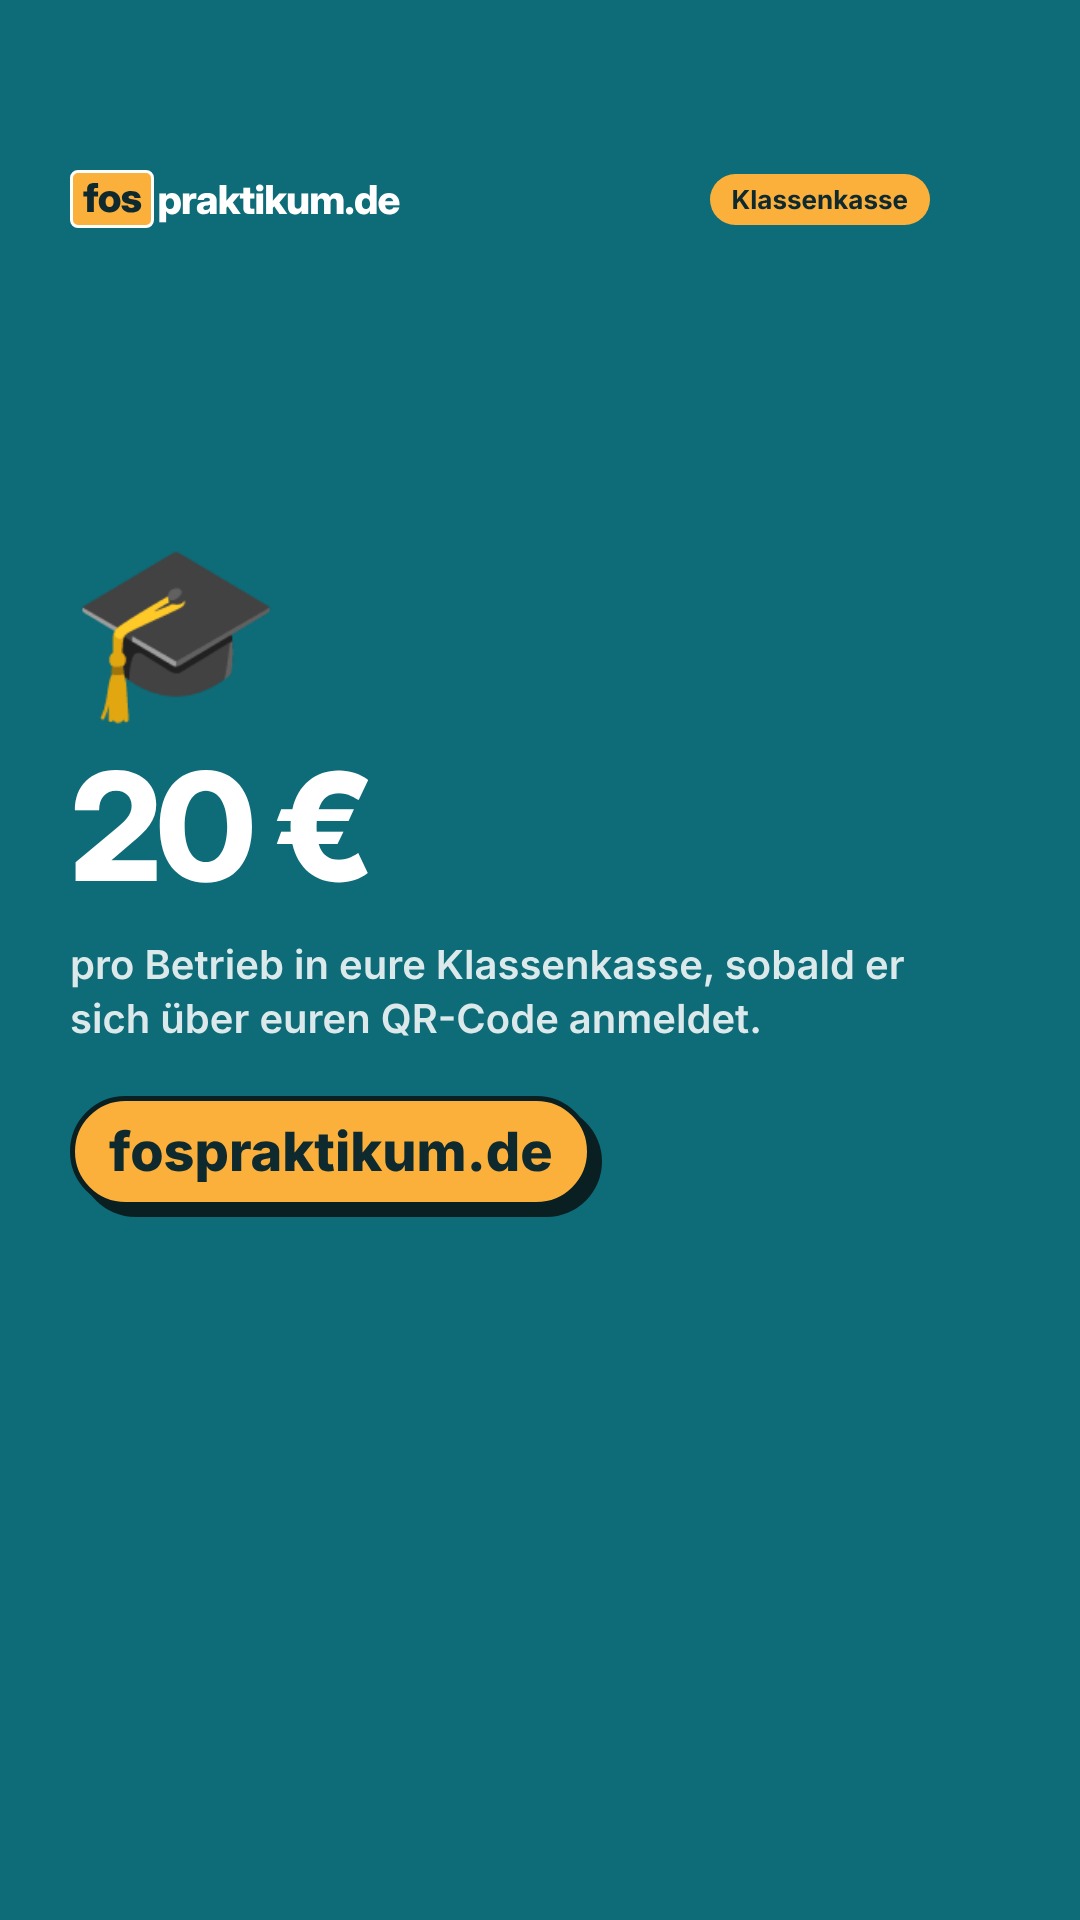 fospraktikum.de
Klassenkasse
20 €
pro Betrieb in eure Klassenkasse, sobald er
sich über euren QR-Code anmeldet.
fospraktikum.de